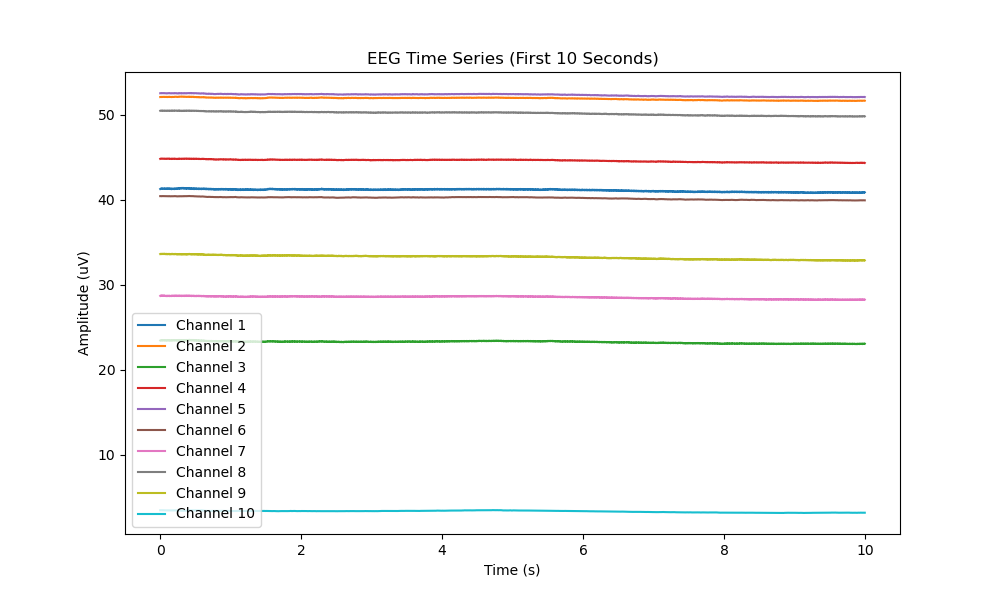 EEG Time Series (First 10 Seconds)
Amplitude (uV)
50
40
30
20
10
Channel 1
Channel 2
Channel 3
Channel 4
Channel 5
Channel 6
Channel 7
Channel 8
Channel 9
Channel 10
0 2 4 6 8 10
Time (s)